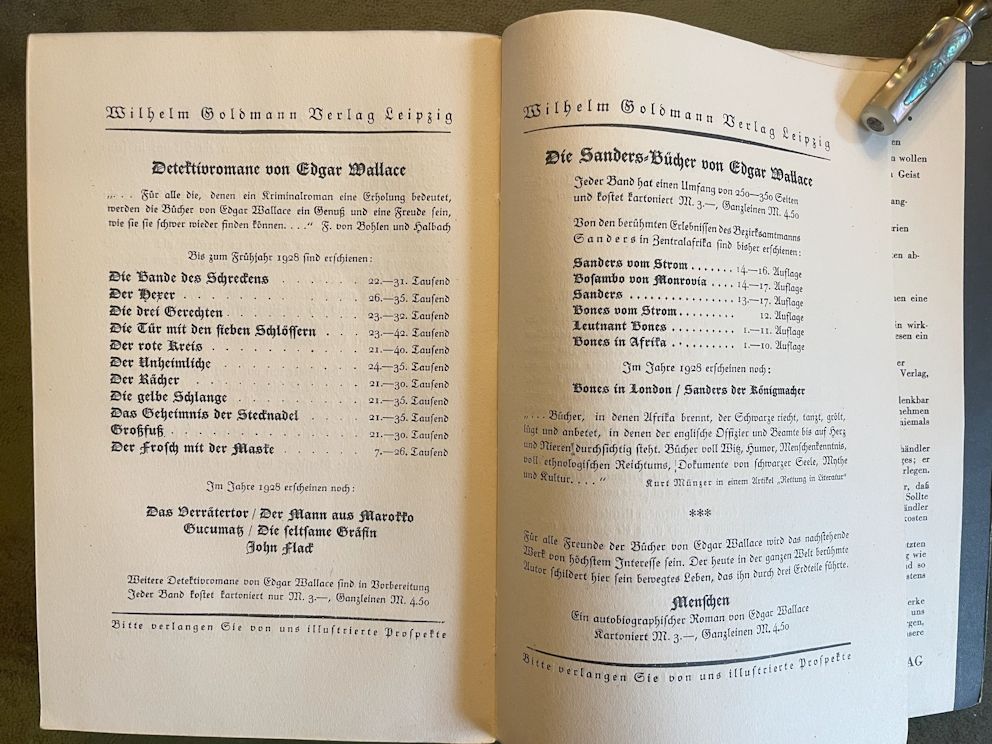 Wilhelm Goldmann Verlag Leipzig
Detektivromane von Edgar Wallace
„. . . Für alle die, denen ein Kriminalroman eine Erholung bedeutet,
werden die Bücher von Edgar Wallace ein Genuß und eine Freude sein,
wie sie sie schwer wieder finden können. . . .“ F. von Bohlen und Halbach
Bis zum Frühjahr 1928 sind erschienen:
Die Bande des Schreckens . . . . . . . . . 22.—31. Tausend
Der Hexer . . . . . . . . . . . . . 26.—35. Tausend
Die drei Gerechten . . . . . . . . . . 23.—32. Tausend
Die Tür mit den sieben Schlössern . . . . . 23.—42. Tausend
Der rote Kreis . . . . . . . . . . . . 21.—40. Tausend
Der Unheimliche . . . . . . . . . . . 24.—35. Tausend
Der Rächer . . . . . . . . . . . . . 21.—30. Tausend
Die gelbe Schlange . . . . . . . . . . 21.—35. Tausend
Das Geheimnis der Stecknadel . . . . . . 21.—35. Tausend
Großfuß . . . . . . . . . . . . . . 21.—30. Tausend
Der Frosch mit der Maske . . . . . . . . 7.—26. Tausend
Im Jahre 1928 erscheinen noch:
Das Verrätertor / Der Mann aus Marokko
Gucumatz / Die seltsame Gräfin
John Flack
Weitere Detektivromane von Edgar Wallace sind in Vorbereitung
Jeder Band kostet kartoniert nur M. 3.—, Ganzleinen M. 4.50
Bitte verlangen Sie von uns illustrierte Prospekte
Wilhelm Goldmann Verlag Leipzig
Die Sanders-Bücher von Edgar Wallace
Jeder Band hat einen Umfang von 250—350 Seiten
und kostet kartoniert M. 3.—, Ganzleinen M. 4.50
Von den berühmten Erlebnissen des Bezirksamtmanns
Sanders in Zentralafrika sind bisher erschienen:
Sanders vom Strom . . . . . . . 14.—16. Auflage
Bosambo von Monrovia . . . . 14.—17. Auflage
Sanders . . . . . . . . . . . . . 13.—17. Auflage
Bones vom Strom . . . . . . . . . 12. Auflage
Leutnant Bones . . . . . . . . . 1.—11. Auflage
Bones in Afrika . . . . . . . . . . 1.—10. Auflage
Im Jahre 1928 erscheinen noch:
Bones in London / Sanders der Königmacher
„. . . Bücher, in denen Afrika brennt, der Schwarze riecht, tanzt, grölt,
lügt und anbetet, in denen der englische Offizier und Beamte bis auf Herz
und Nieren durchsichtig steht. Bücher voll Witz, Humor, Menschenkenntnis,
voll ethnologischen Reichtums, Dokumente von schwarzer Seele, Mythe
und Kultur. . . .“ Kurt Münzer in einem Artikel „Rettung in Literatur“
***
Für alle Freunde der Bücher von Edgar Wallace wird das nachstehende
Werk von höchstem Interesse sein. Der heute in der ganzen Welt berühmte
Autor schildert hier sein bewegtes Leben, das ihn durch drei Erdteile führte.
Menschen
Ein autobiographischer Roman von Edgar Wallace
Kartoniert M. 3.—, Ganzleinen M. 4.50
Bitte verlangen Sie von uns illustrierte Prospekte
wollen
Geist
eine
Verlag,
daß
Sollte
wie
so
uns
AG